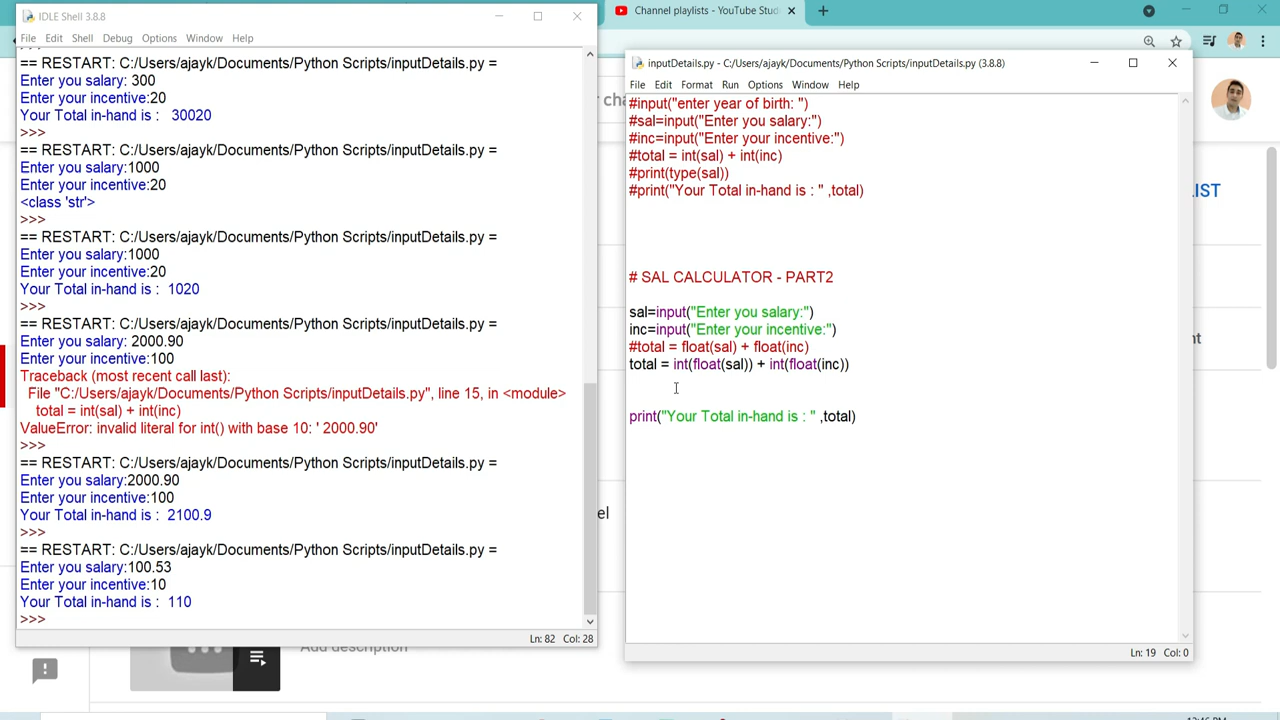 IDLE Shell 3.8.8
File Edit Shell Debug Options Window Help
>>>
== RESTART: C:/Users/ajayk/Documents/Python Scripts/inputDetails.py =
Enter you salary: 300
Enter your incentive:20
Your Total in-hand is :  30020
>>>
== RESTART: C:/Users/ajayk/Documents/Python Scripts/inputDetails.py =
Enter you salary:1000
Enter your incentive:20
<class 'str'>
>>>
== RESTART: C:/Users/ajayk/Documents/Python Scripts/inputDetails.py =
Enter you salary:1000
Enter your incentive:20
Your Total in-hand is :  1020
>>>
== RESTART: C:/Users/ajayk/Documents/Python Scripts/inputDetails.py =
Enter you salary: 2000.90
Enter your incentive:100
Traceback (most recent call last):
File "C:/Users/ajayk/Documents/Python Scripts/inputDetails.py", line 15, in <module>
total = int(sal) + int(inc)
ValueError: invalid literal for int() with base 10: ' 2000.90'
>>>
== RESTART: C:/Users/ajayk/Documents/Python Scripts/inputDetails.py =
Enter you salary:2000.90
Enter your incentive:100
Your Total in-hand is :  2100.9
>>>
== RESTART: C:/Users/ajayk/Documents/Python Scripts/inputDetails.py =
Enter you salary:100.53
Enter your incentive:10
Your Total in-hand is :  110
>>>
Ln: 82 Col: 28
Channel playlists - YouTube Stud
inputDetails.py - C:/Users/ajayk/Documents/Python Scripts/inputDetails.py (3.8.8)
File Edit Format Run Options Window Help
#input("enter year of birth: ")
#sal=input("Enter you salary:")
#inc=input("Enter your incentive:")
#total = int(sal) + int(inc)
#print(type(sal))
#print("Your Total in-hand is : " ,total)
# SAL CALCULATOR - PART2
sal=input("Enter you salary:")
inc=input("Enter your incentive:")
#total = float(sal) + float(inc)
total = int(float(sal)) + int(float(inc))
print("Your Total in-hand is : " ,total)
Ln: 19 Col: 0
r cha
IST
nt
el
Add description